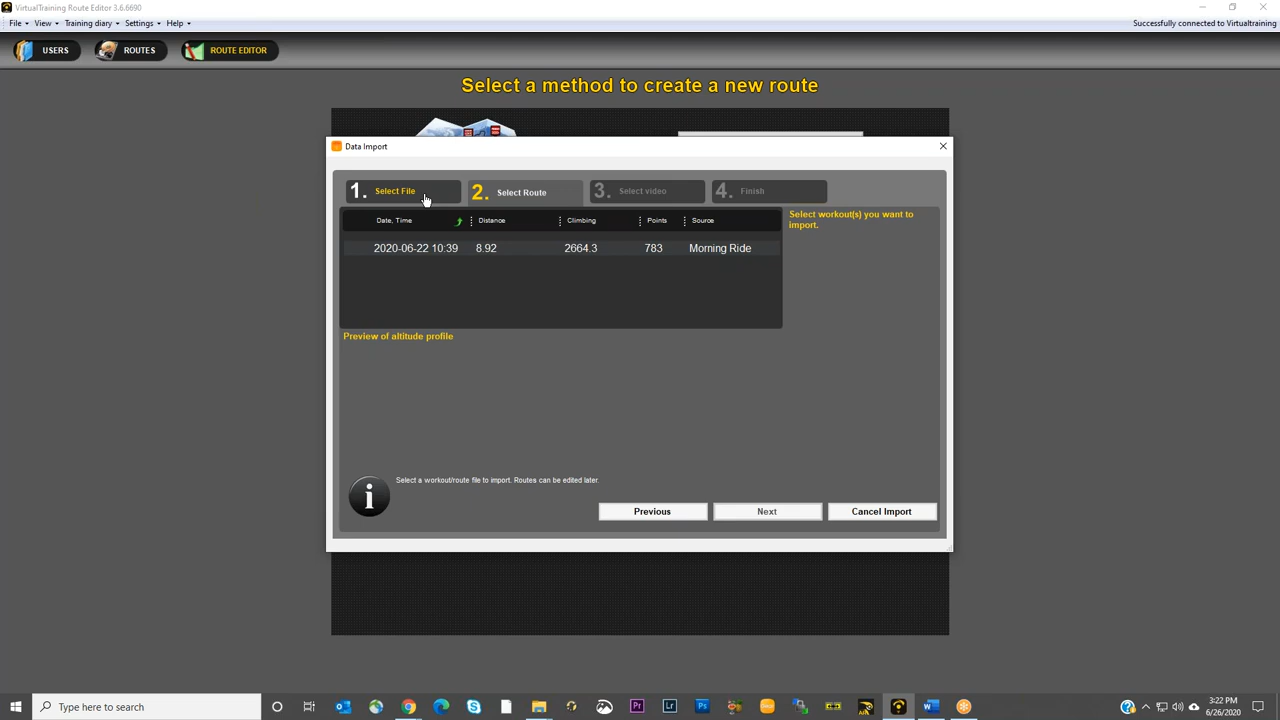 VirtualTraining Route Editor 3.6.6690
File View Training diary Settings Help Successfully connected to Virtualtraining
USERS ROUTES ROUTE EDITOR
Select a method to create a new route
Data Import
1. Select File 2. Select Route 3. Select video 4. Finish
Date, Time Distance Climbing Points Source
2020-06-22 10:39 8.92 2664.3 783 Morning Ride
Select workout(s) you want to
import.
Preview of altitude profile
i
Select a workout/route file to import. Routes can be edited later.
Previous Next Cancel Import
Type here to search
3:22 PM
6/26/2020